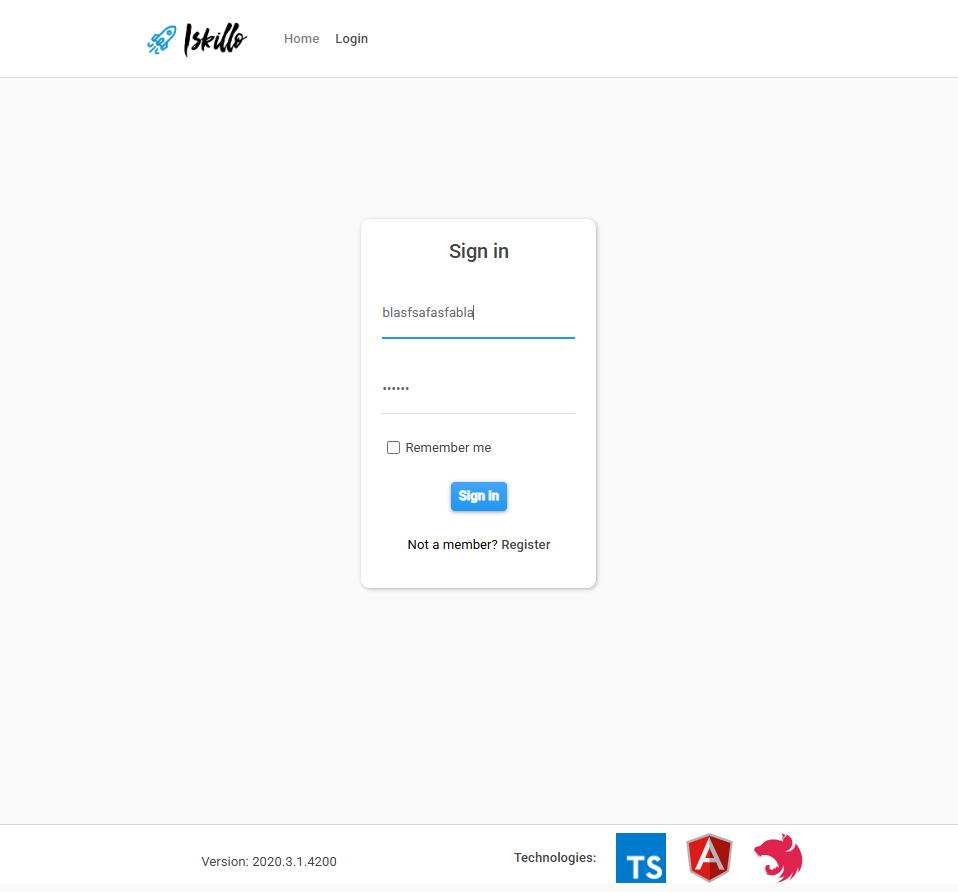 Iskillo
Home Login
Sign in
blasfsafasfabla
••••••
Remember me
Sign in
Not a member? Register
Version: 2020.3.1.4200
Technologies:
TS
A